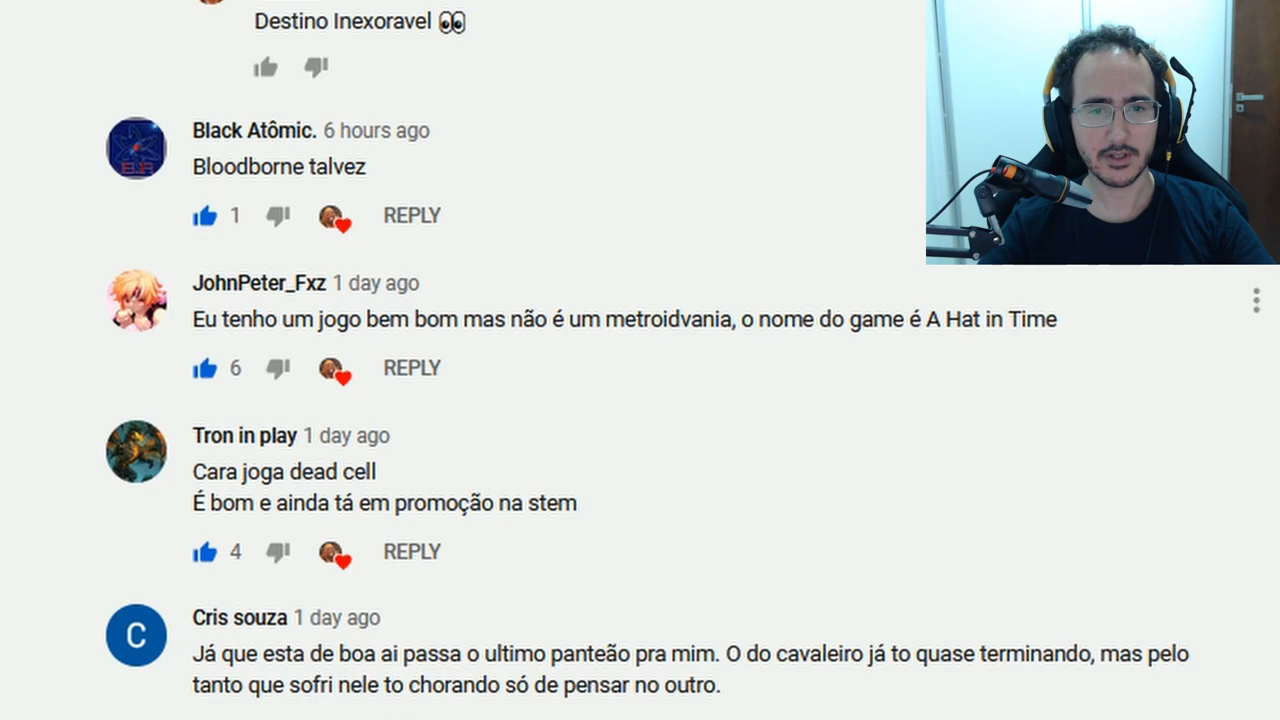 Destino Inexoravel 👀
Black Atômic. 6 hours ago
Bloodborne talvez
1 REPLY
JohnPeter_Fxz 1 day ago
Eu tenho um jogo bem bom mas não é um metroidvania, o nome do game é A Hat in Time
6 REPLY
Tron in play 1 day ago
Cara joga dead cell
É bom e ainda tá em promoção na stem
4 REPLY
C
Cris souza 1 day ago
Já que esta de boa ai passa o ultimo panteão pra mim. O do cavaleiro já to quase terminando, mas pelo
tanto que sofri nele to chorando só de pensar no outro.